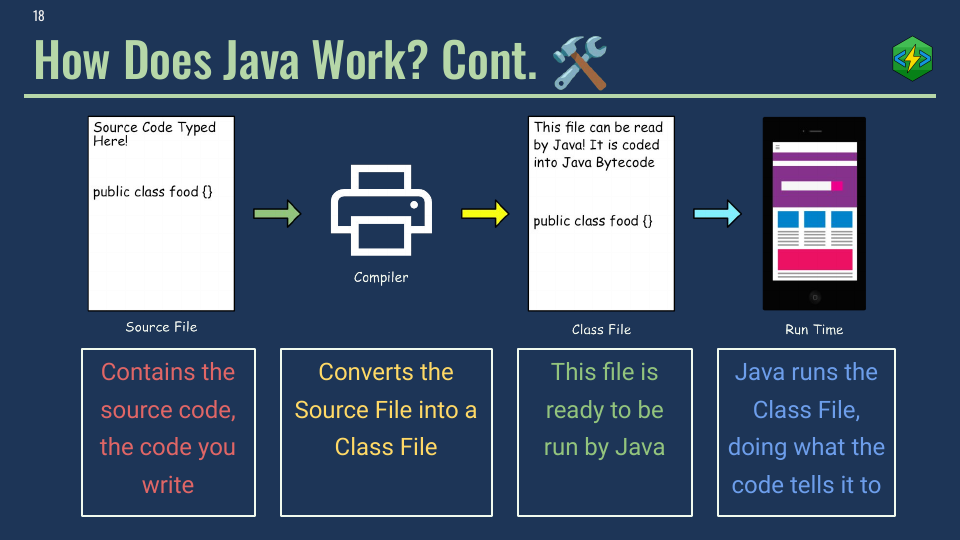 18
How Does Java Work? Cont.
Source Code Typed
Here!
public class food {}
Compiler
This file can be read
by Java! It is coded
into Java Bytecode
public class food {}
Source File
Class File
Run Time
Contains the
source code,
the code you
write
Converts the
Source File into a
Class File
This file is
ready to be
run by Java
Java runs the
Class File,
doing what the
code tells it to